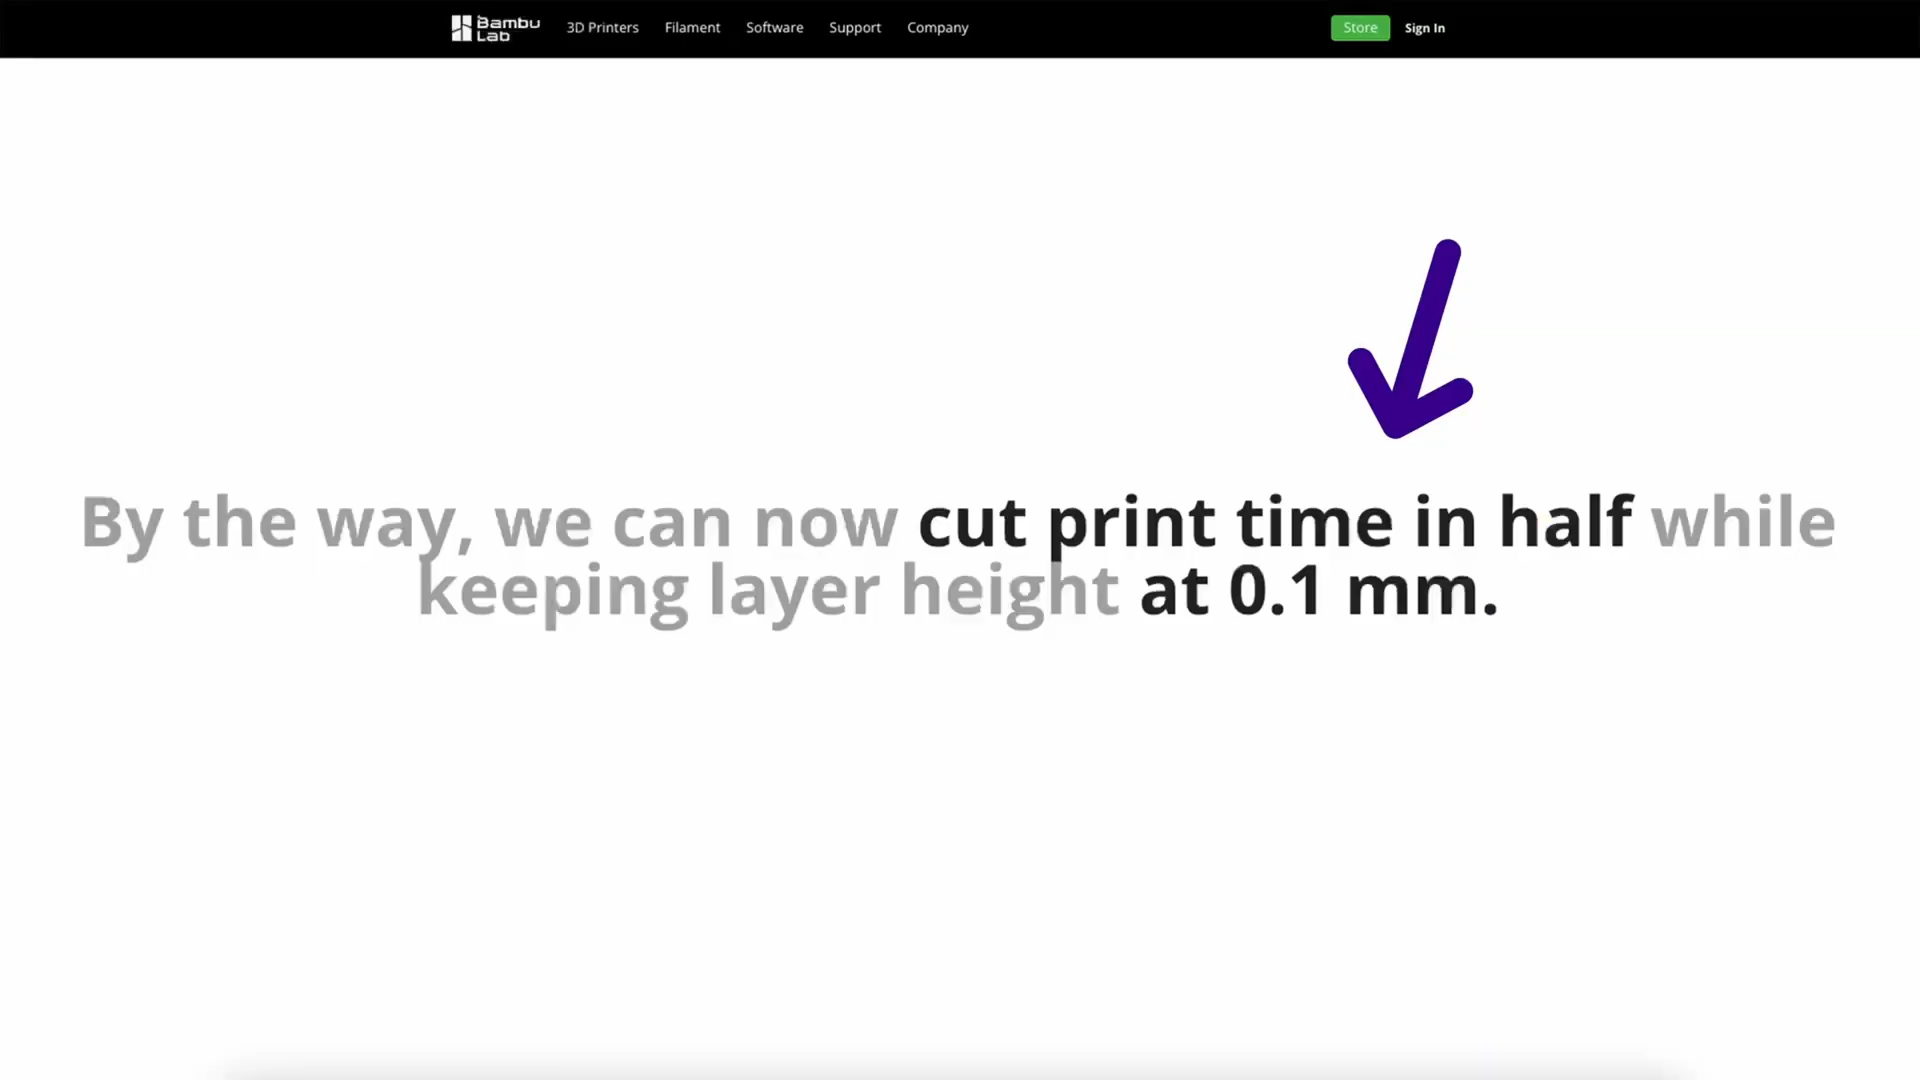 Bambu
Lab
3D Printers
Filament
Software
Support
Company
Store
Sign In
By the way, we can now cut print time in half while
keeping layer height at 0.1 mm.